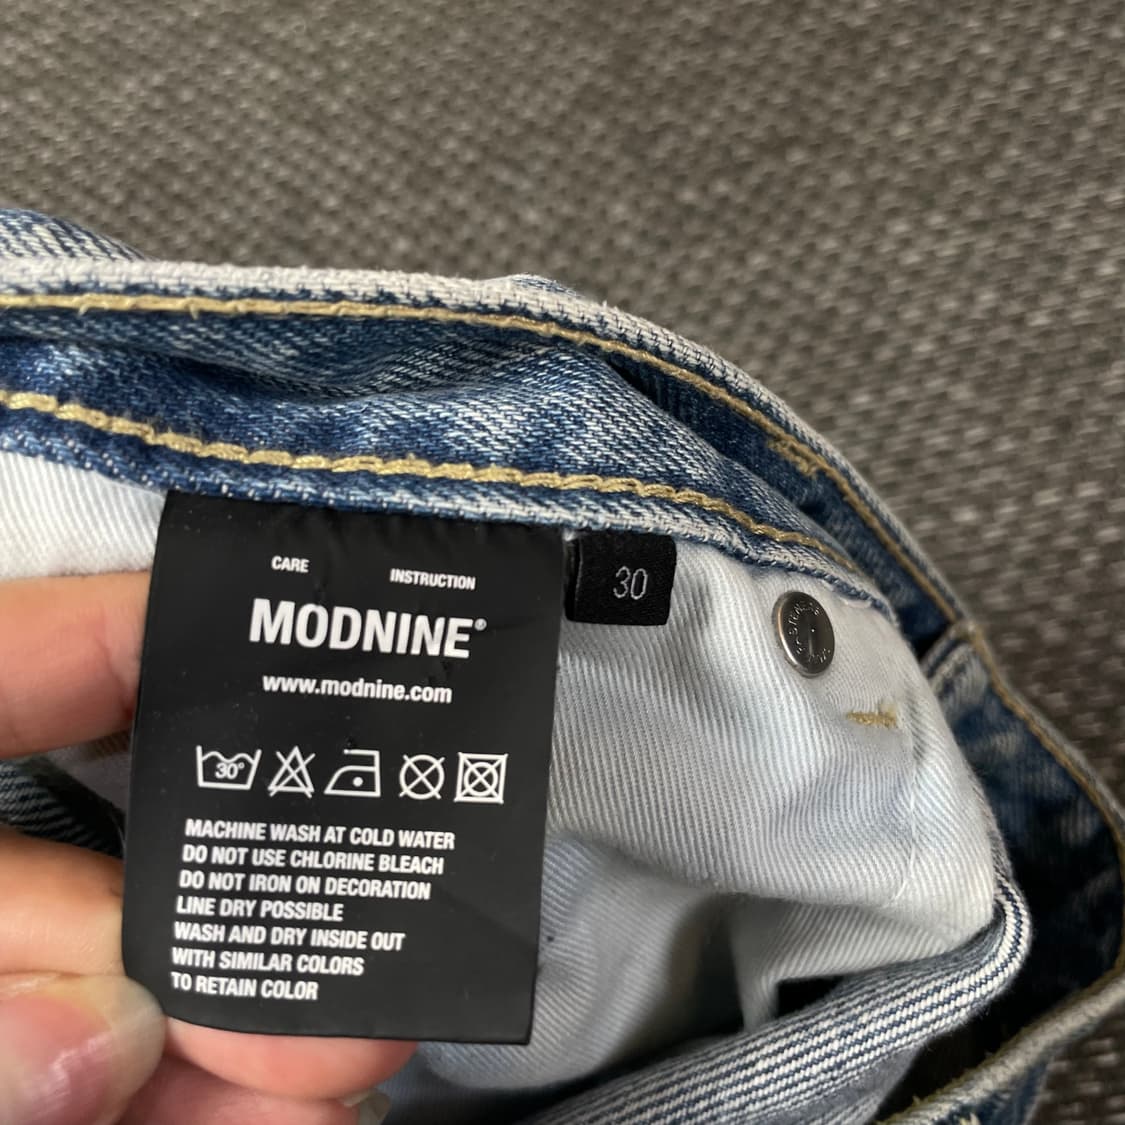 CARE INSTRUCTION
MODNINE®
www.modnine.com
30°
MACHINE WASH AT COLD WATER
DO NOT USE CHLORINE BLEACH
DO NOT IRON ON DECORATION
LINE DRY POSSIBLE
WASH AND DRY INSIDE OUT
WITH SIMILAR COLORS
TO RETAIN COLOR
30